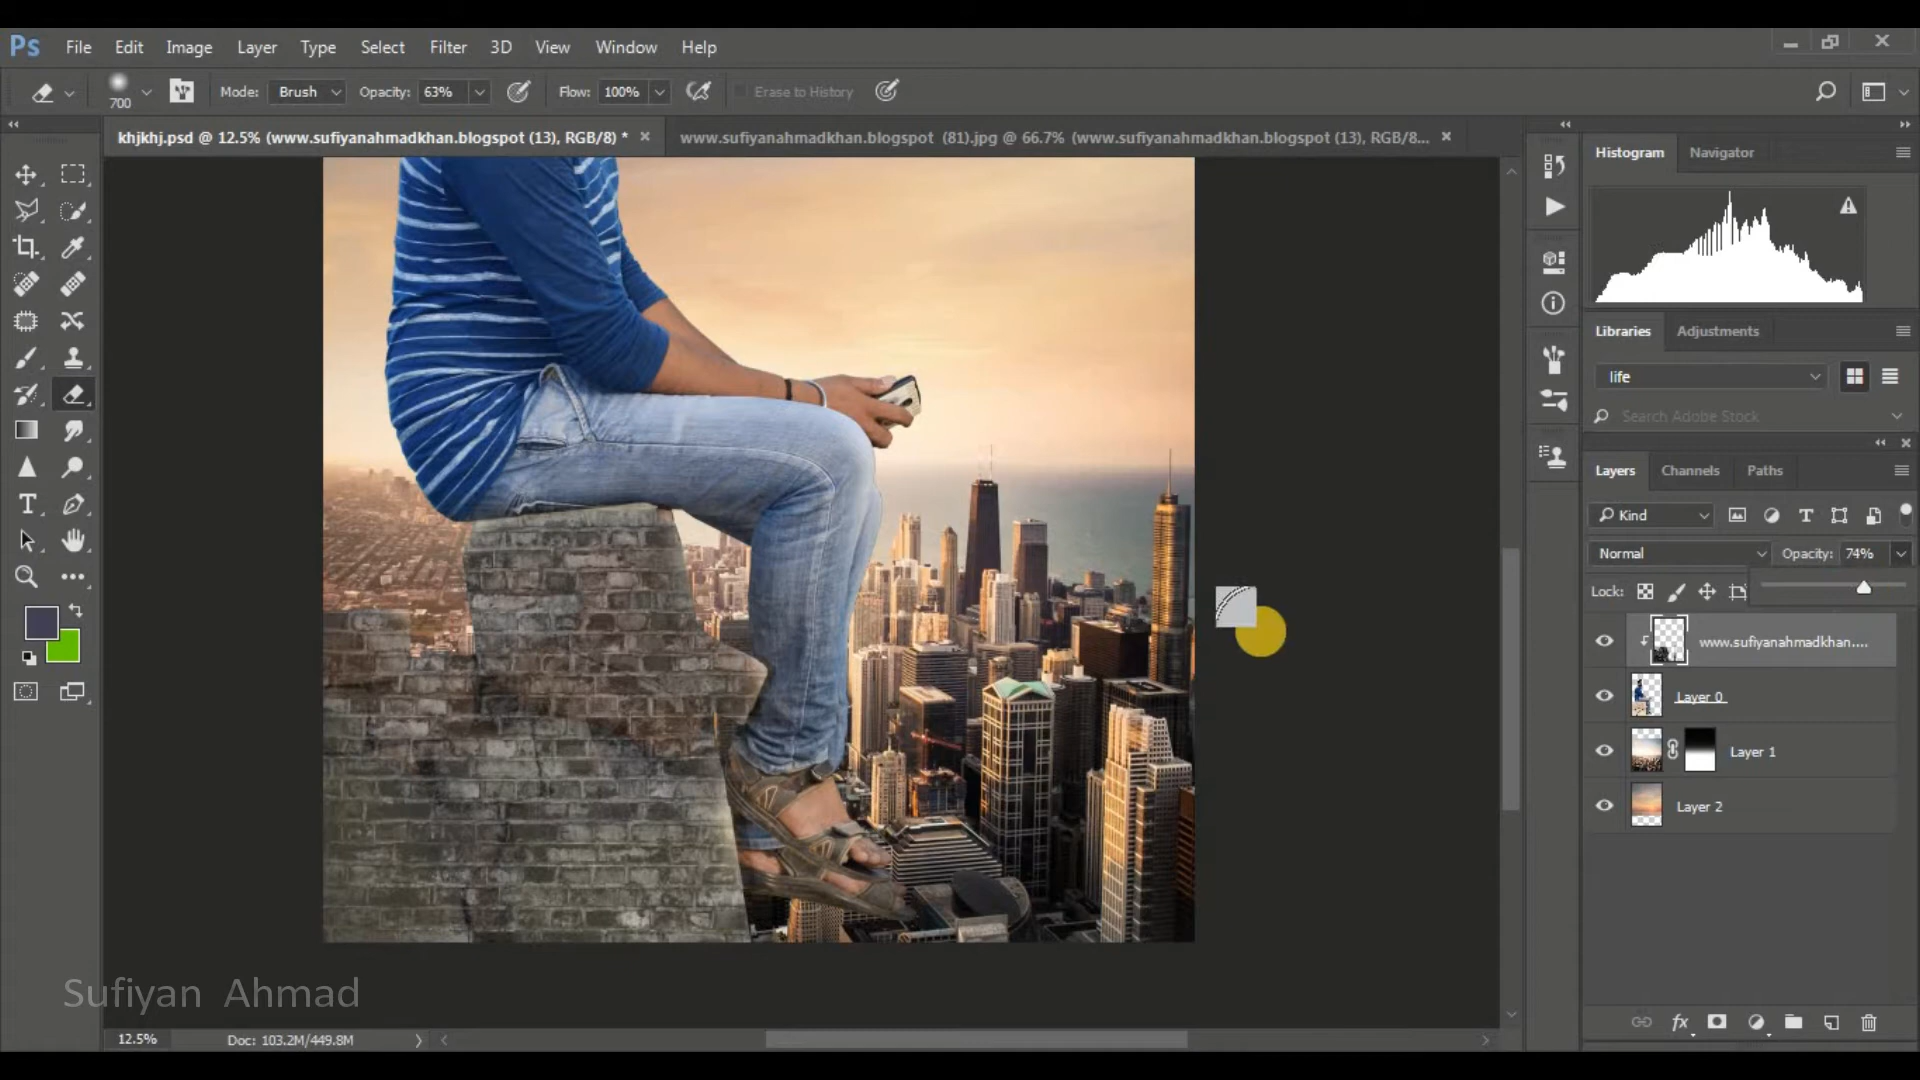 Ps File Edit Image Layer Type Select Filter 3D View Window Help
700 Mode: Brush Opacity: 63% Flow: 100% Erase to History
khjkhj.psd @ 12.5% (www.sufiyanahmadkhan.blogspot (13), RGB/8) * www.sufiyanahmadkhan.blogspot (81).jpg @ 66.7% (www.sufiyanahmadkhan.blogspot (13), RGB/8...
Histogram Navigator
Libraries Adjustments
life
Search Adobe Stock
Layers Channels Paths
Kind
Normal Opacity: 74%
Lock:
www.sufiyanahmadkhan....
Layer 0
Layer 1
Layer 2
fx
Sufiyan Ahmad
12.5% Doc: 103.2M/449.8M